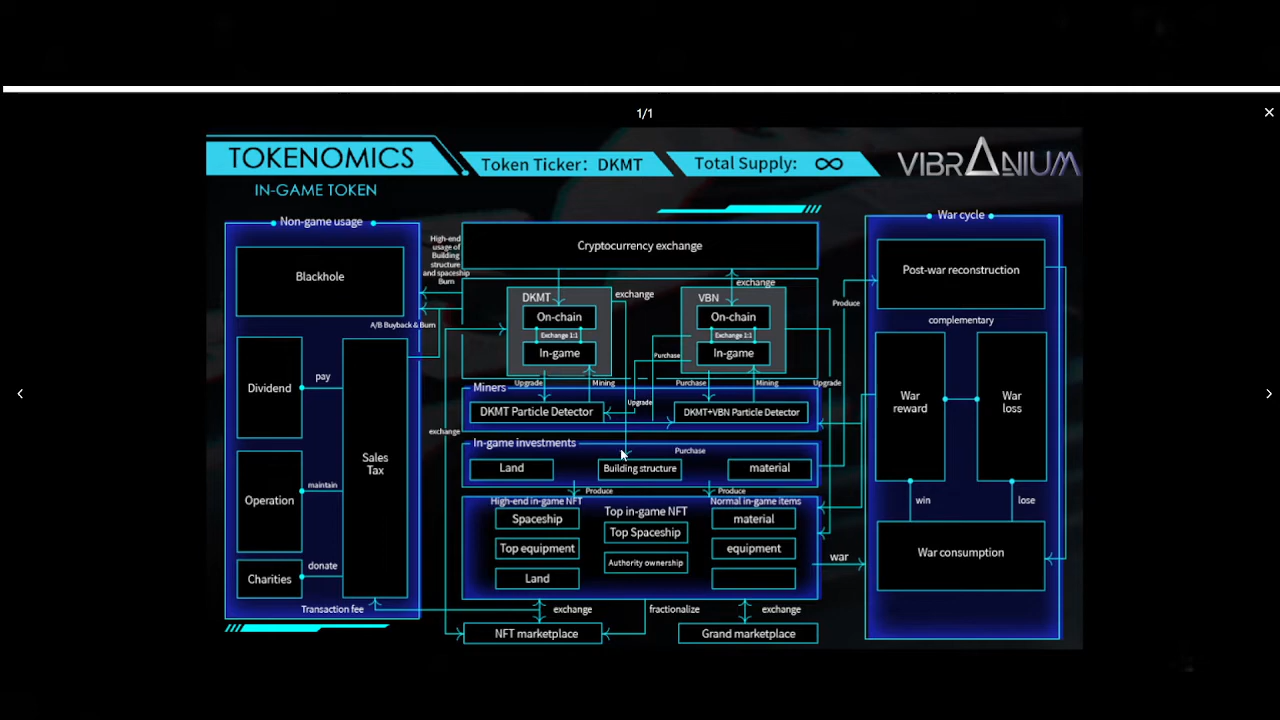 1/1
×
TOKENOMICS
Token Ticker: DKMT
Total Supply: ∞
VIBRANIUM
IN-GAME TOKEN
Non-game usage
Blackhole
Dividend
pay
Operation
maintain
Charities
donate
Sales
Tax
Transaction fee
High-end
usage of
Building
structure
and spaceship
Burn
A/B Buyback & Burn
exchange
Cryptocurrency exchange
exchange
exchange
DKMT
On-chain
Exchange 1:1
In-game
VBN
On-chain
Exchange 1:1
In-game
Purchase
Upgrade
Mining
Purchase
Mining
Upgrade
Miners
Upgrade
DKMT Particle Detector
DKMT+VBN Particle Detector
In-game investments
Purchase
Land
Building structure
material
Produce
Produce
High-end in-game NFT
Spaceship
Top equipment
Land
Top in-game NFT
Top Spaceship
Authority ownership
Normal in-game items
material
equipment
exchange
fractionalize
exchange
NFT marketplace
Grand marketplace
Produce
war
War cycle
Post-war reconstruction
complementary
War
reward
War
loss
win
lose
War consumption